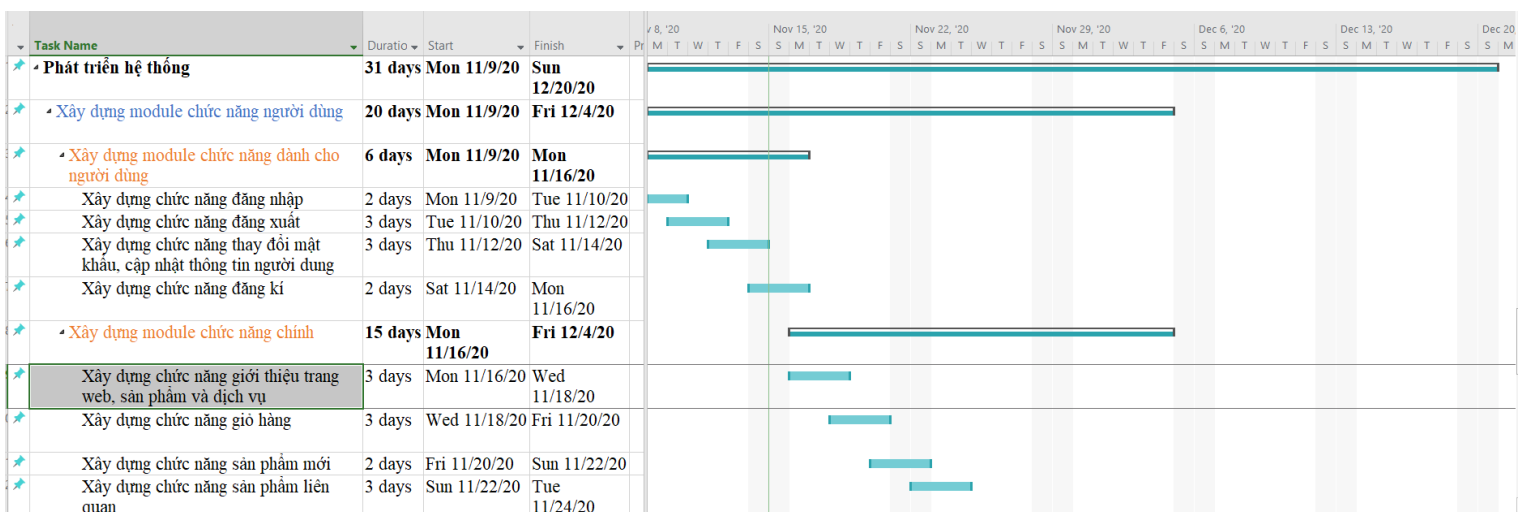 v 8, '20 Nov 15, '20 Nov 22, '20 Nov 29, '20 Dec 6, '20 Dec 13, '20 Dec 20
Task Name Duratio Start Finish Pr M T W T F S S M T W T F S S M T W T F S S M T W T F S S M T W T F S S M T W T F S S M
Phát triển hệ thống 31 days Mon 11/9/20 Sun
12/20/20
Xây dựng module chức năng người dùng 20 days Mon 11/9/20 Fri 12/4/20
Xây dựng module chức năng dành cho 6 days Mon 11/9/20 Mon
người dùng 11/16/20
Xây dựng chức năng đăng nhập 2 days Mon 11/9/20 Tue 11/10/20
Xây dựng chức năng đăng xuất 3 days Tue 11/10/20 Thu 11/12/20
Xây dựng chức năng thay đổi mật 3 days Thu 11/12/20 Sat 11/14/20
khẩu, cập nhật thông tin người dung
Xây dựng chức năng đăng kí 2 days Sat 11/14/20 Mon
11/16/20
Xây dựng module chức năng chính 15 days Mon Fri 12/4/20
11/16/20
Xây dựng chức năng giới thiệu trang 3 days Mon 11/16/20 Wed
web, sản phẩm và dịch vụ 11/18/20
Xây dựng chức năng giỏ hàng 3 days Wed 11/18/20 Fri 11/20/20
Xây dựng chức năng sản phẩm mới 2 days Fri 11/20/20 Sun 11/22/20
Xây dựng chức năng sản phẩm liên 3 days Sun 11/22/20 Tue
quan 11/24/20